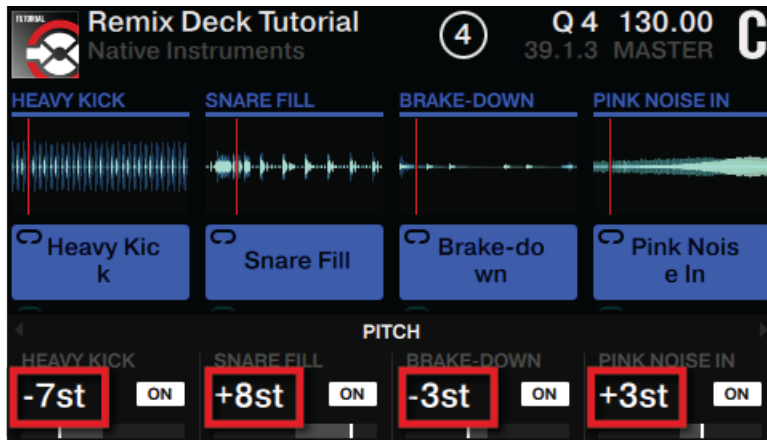 TUTORIAL
Remix Deck Tutorial
Native Instruments
4
Q 4 130.00
39.1.3 MASTER
C
HEAVY KICK SNARE FILL BRAKE-DOWN PINK NOISE IN
Heavy Kic
k
Snare Fill
Brake-do
wn
Pink Nois
e In
PITCH
HEAVY KICK SNARE FILL BRAKE-DOWN PINK NOISE IN
-7st ON +8st ON -3st ON +3st ON